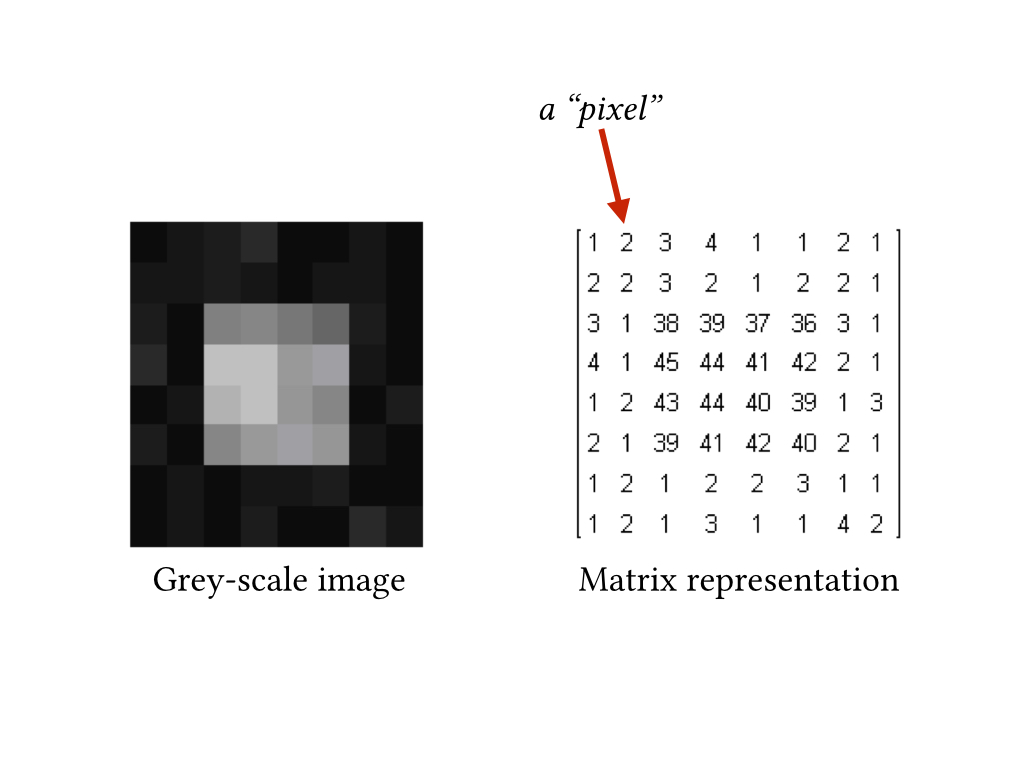 a “pixel”
1 2 3 4 1 1 2 1
2 2 3 2 1 2 2 1
3 1 38 39 37 36 3 1
4 1 45 44 41 42 2 1
1 2 43 44 40 39 1 3
2 1 39 41 42 40 2 1
1 2 1 2 2 3 1 1
1 2 1 3 1 1 4 2
Grey-scale image
Matrix representation